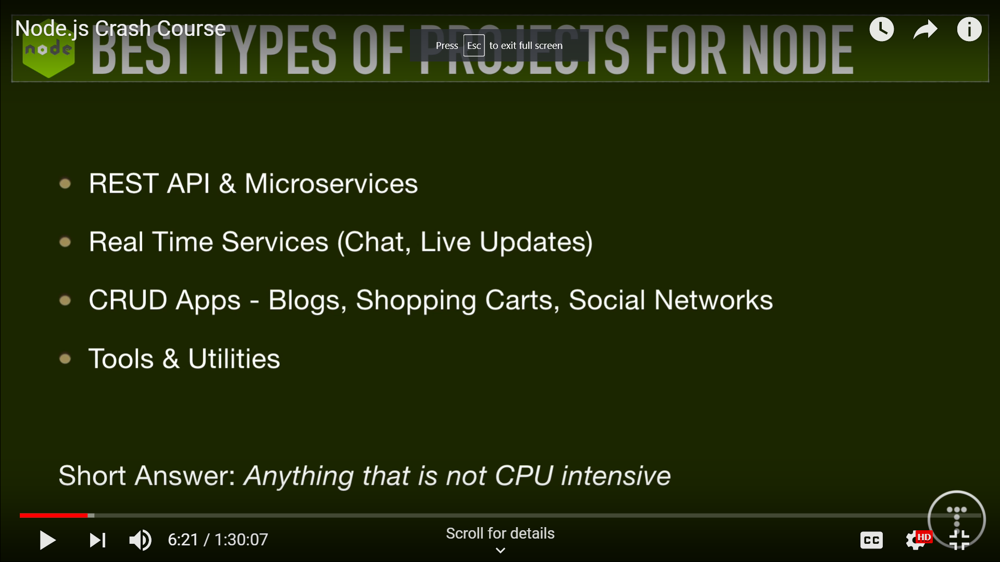 Node.js Crash Course
node
BEST TYPES OF PROJECTS FOR NODE
Press Esc to exit full screen
REST API & Microservices
Real Time Services (Chat, Live Updates)
CRUD Apps - Blogs, Shopping Carts, Social Networks
Tools & Utilities
Short Answer: Anything that is not CPU intensive
6:21 / 1:30:07
Scroll for details
CC
HD